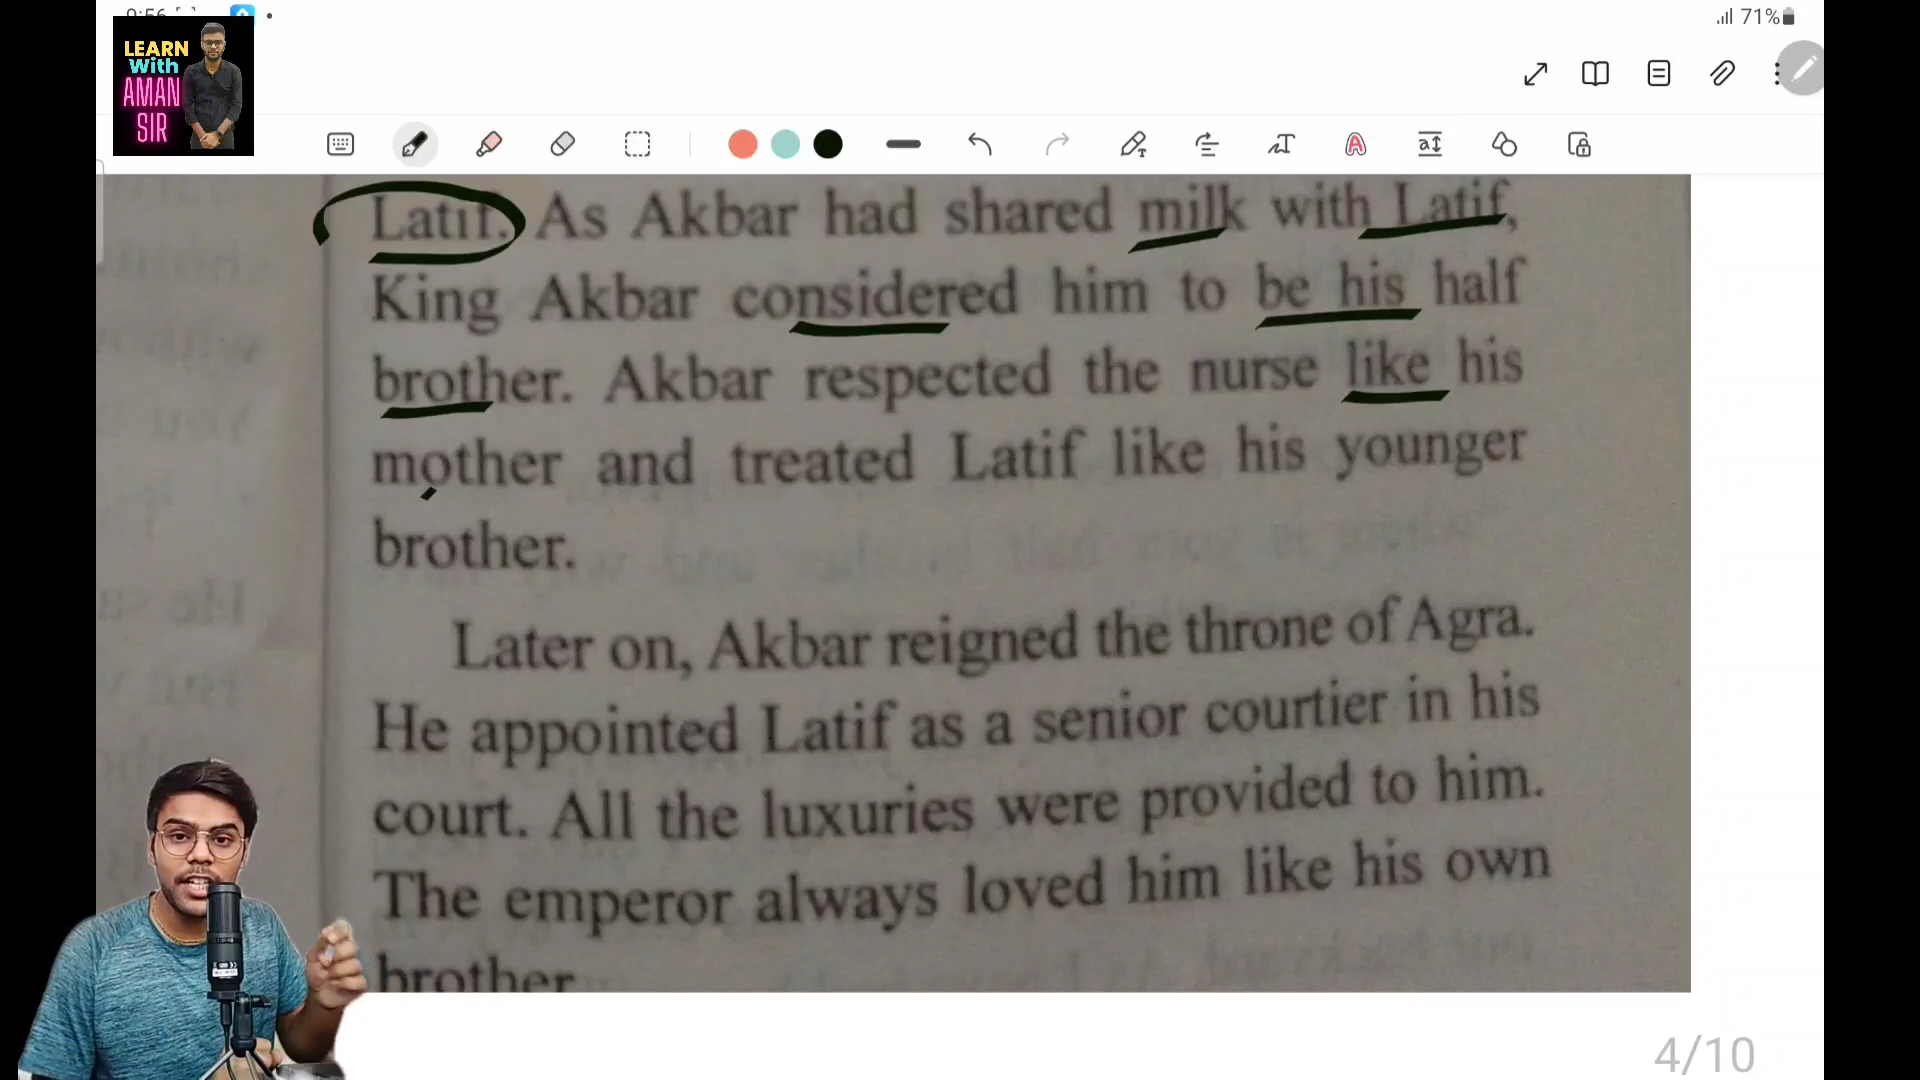 9:56
71%
LEARN
With
AMAN
SIR
Latif. As Akbar had shared milk with Latif,
King Akbar considered him to be his half
brother. Akbar respected the nurse like his
mother and treated Latif like his younger
brother.
Later on, Akbar reigned the throne of Agra.
He appointed Latif as a senior courtier in his
court. All the luxuries were provided to him.
The emperor always loved him like his own
brother
4/10